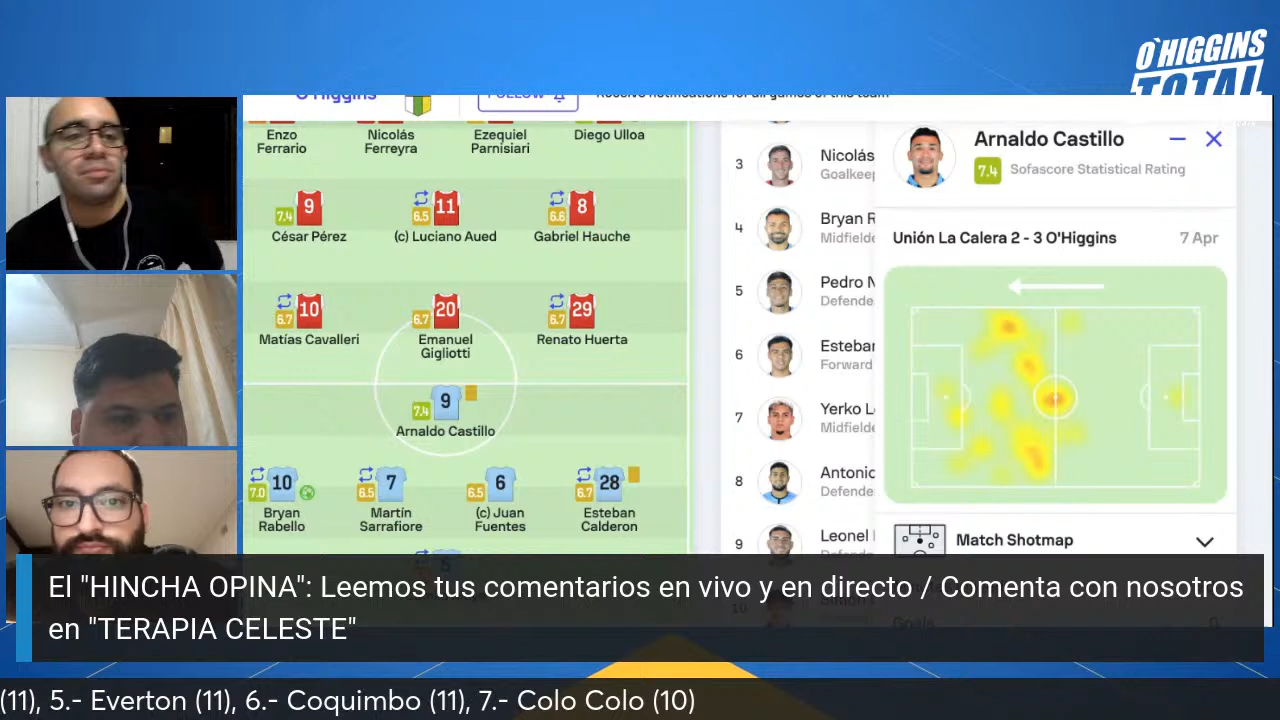 O'HIGGINS
TOTAL
O'Higgins
FOLLOW
Receive notifications for all games of this team
Enzo
Ferrario
Nicolás
Ferreyra
Ezequiel
Parnisiari
Diego Ulloa
9
7.4
César Pérez
11
6.5
(c) Luciano Aued
8
6.6
Gabriel Hauche
10
6.7
Matías Cavalleri
20
6.7
Emanuel
Gigliotti
29
6.7
Renato Huerta
9
7.4
Arnaldo Castillo
10
7.0
Bryan
Rabello
7
6.5
Martín
Sarrafiore
6
6.5
(c) Juan
Fuentes
28
6.7
Esteban
Calderon
5
3
Nicolás
Goalkeep
4
Bryan R
Midfielde
5
Pedro N
Defende
6
Esteban
Forward
7
Yerko L
Midfielde
8
Antonio
Defende
9
Leonel
Defende
10
Arnaldo Castillo
7.4
Sofascore Statistical Rating
Unión La Calera 2 - 3 O'Higgins
7 Apr
Match Shotmap
Goals
El "HINCHA OPINA": Leemos tus comentarios en vivo y en directo / Comenta con nosotros
en "TERAPIA CELESTE"
(11), 5.- Everton (11), 6.- Coquimbo (11), 7.- Colo Colo (10)